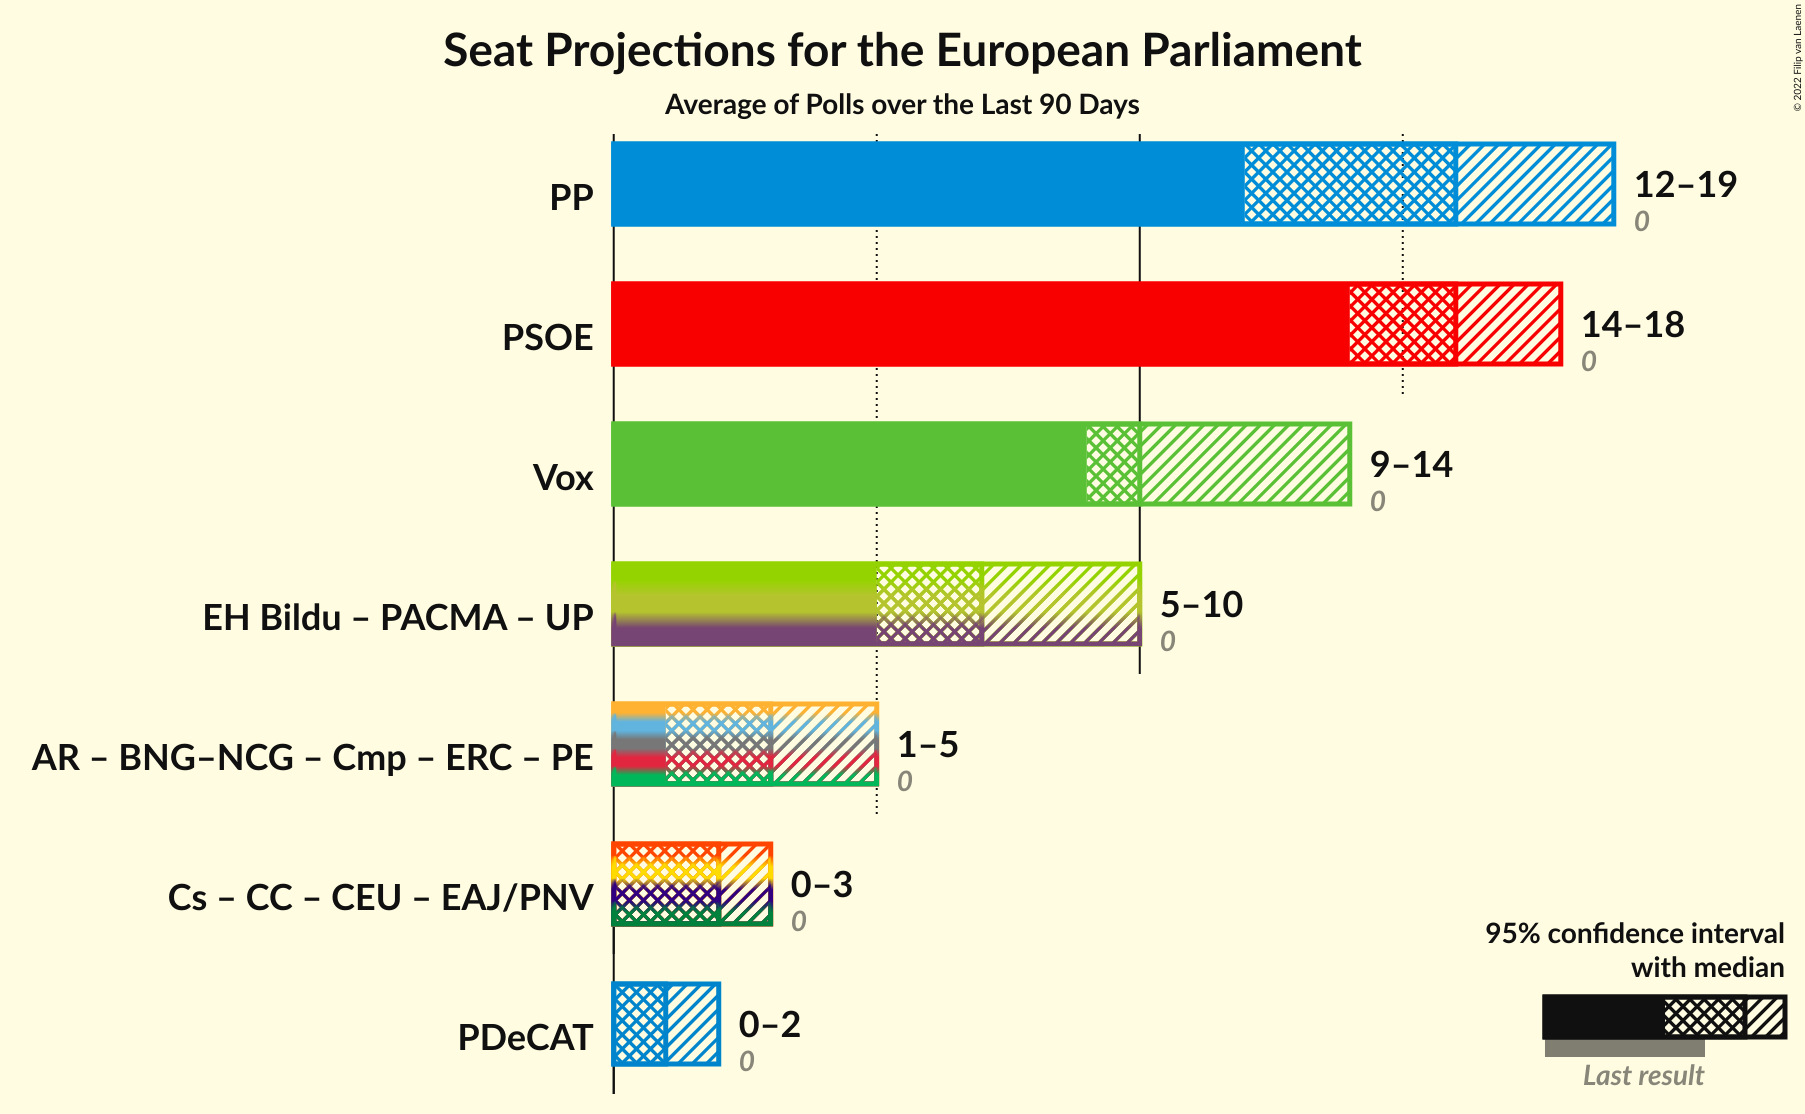 Seat Projections for the European Parliament
Average of Polls over the Last 90 Days
© 2022 Filip van Laenen
PP
12–19
0
PSOE
14–18
0
Vox
9–14
0
EH Bildu – PACMA – UP
5–10
0
AR – BNG–NCG – Cmp – ERC – PE
1–5
0
Cs – CC – CEU – EAJ/PNV
0–3
0
PDeCAT
0–2
0
95% confidence interval
with median
Last result